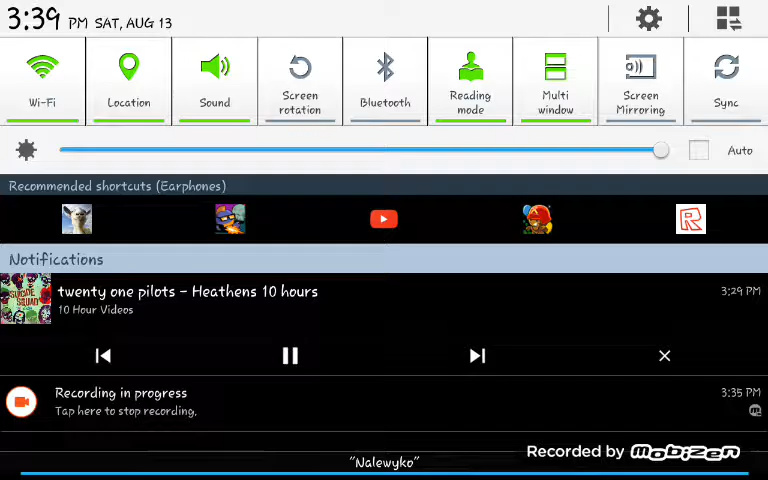 3:39 PM SAT, AUG 13
Wi-Fi
Location
Sound
Screen rotation
Bluetooth
Reading mode
Multi window
Screen Mirroring
Sync
Auto
Recommended shortcuts (Earphones)
Notifications
twenty one pilots - Heathens 10 hours
3:29 PM
10 Hour Videos
Recording in progress
3:35 PM
Tap here to stop recording.
Recorded by Mobizen
"Nalewyko"